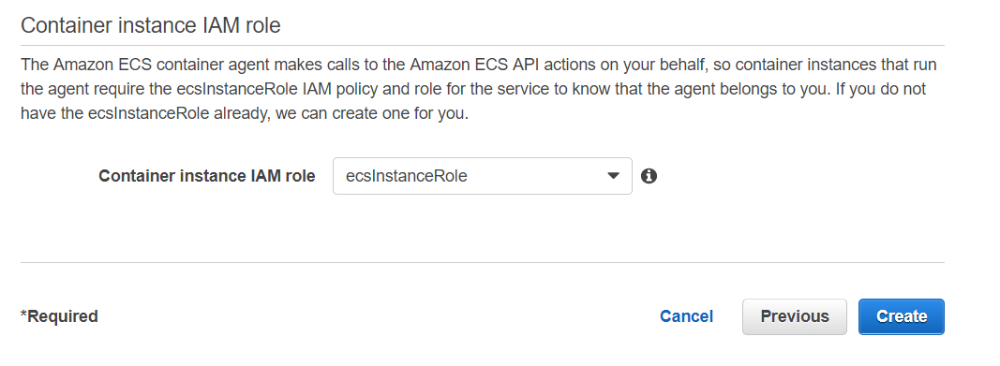 Container instance IAM role
The Amazon ECS container agent makes calls to the Amazon ECS API actions on your behalf, so container instances that run
the agent require the ecsInstanceRole IAM policy and role for the service to know that the agent belongs to you. If you do not
have the ecsInstanceRole already, we can create one for you.
Container instance IAM role ecsInstanceRole
*Required Cancel Previous Create